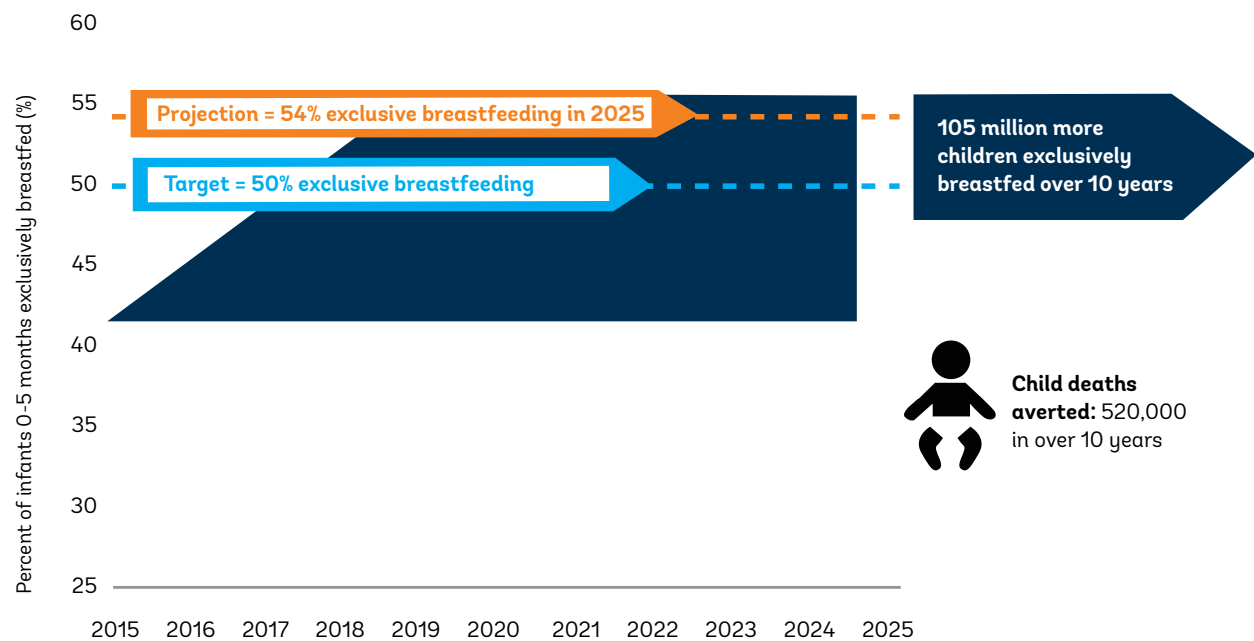 Percent of infants 0-5 months exclusively breastfed (%)
60
55
50
45
40
35
30
25
Projection = 54% exclusive breastfeeding in 2025
Target = 50% exclusive breastfeeding
105 million more
children exclusively
breastfed over 10 years
Child deaths
averted: 520,000
in over 10 years
2015 2016 2017 2018 2019 2020 2021 2022 2023 2024 2025